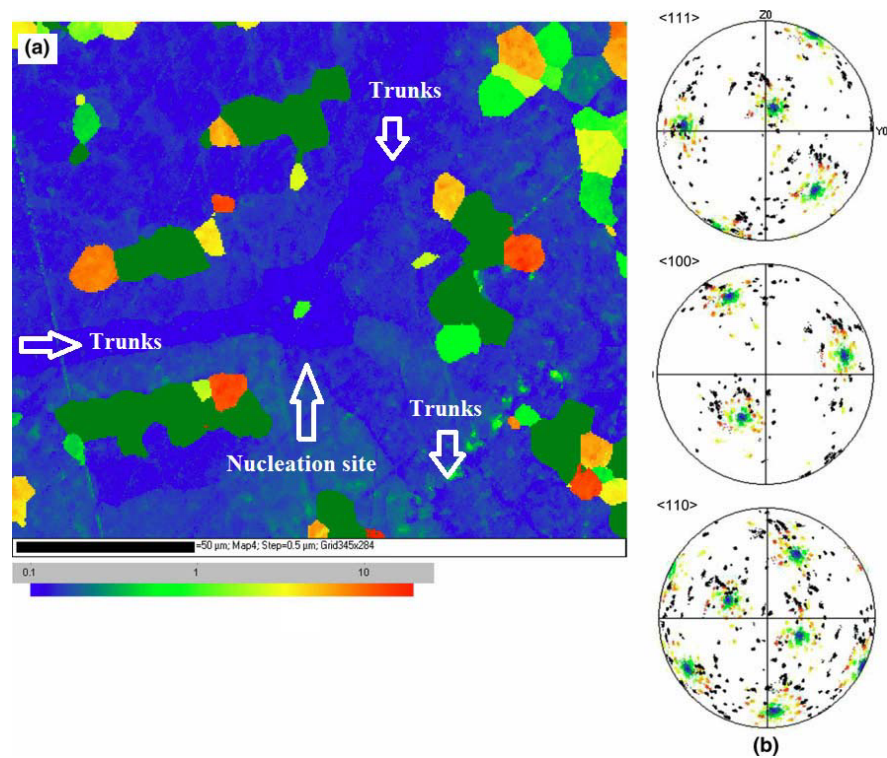 (a)
Trunks
Trunks
Nucleation site
Trunks
=50 µm; Map4; Step=0.5 µm; Grid345x284
0.1 1 10
<111>
Z0
Y0
<100>
<110>
(b)